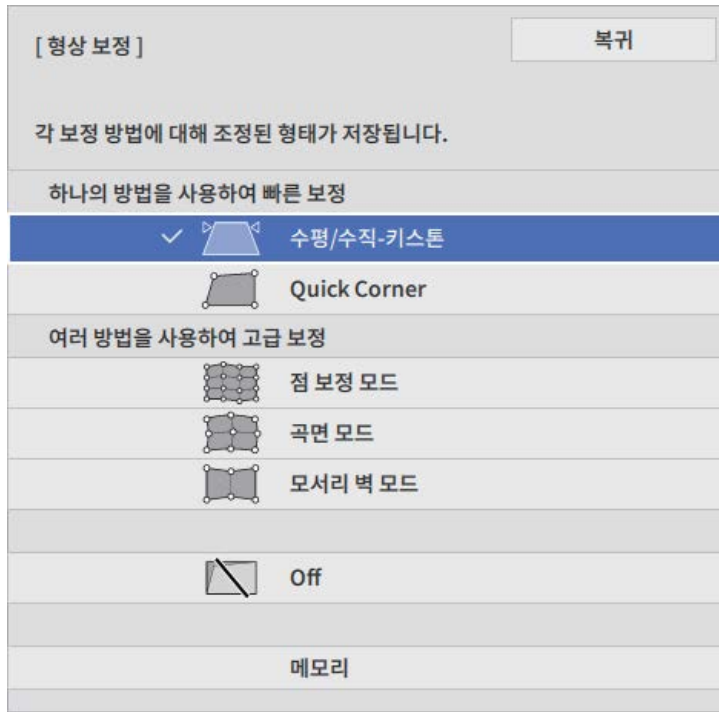 [ 형상 보정 ]
복귀
각 보정 방법에 대해 조정된 형태가 저장됩니다.
하나의 방법을 사용하여 빠른 보정
수평/수직-키스톤
Quick Corner
여러 방법을 사용하여 고급 보정
점 보정 모드
곡면 모드
모서리 벽 모드
Off
메모리